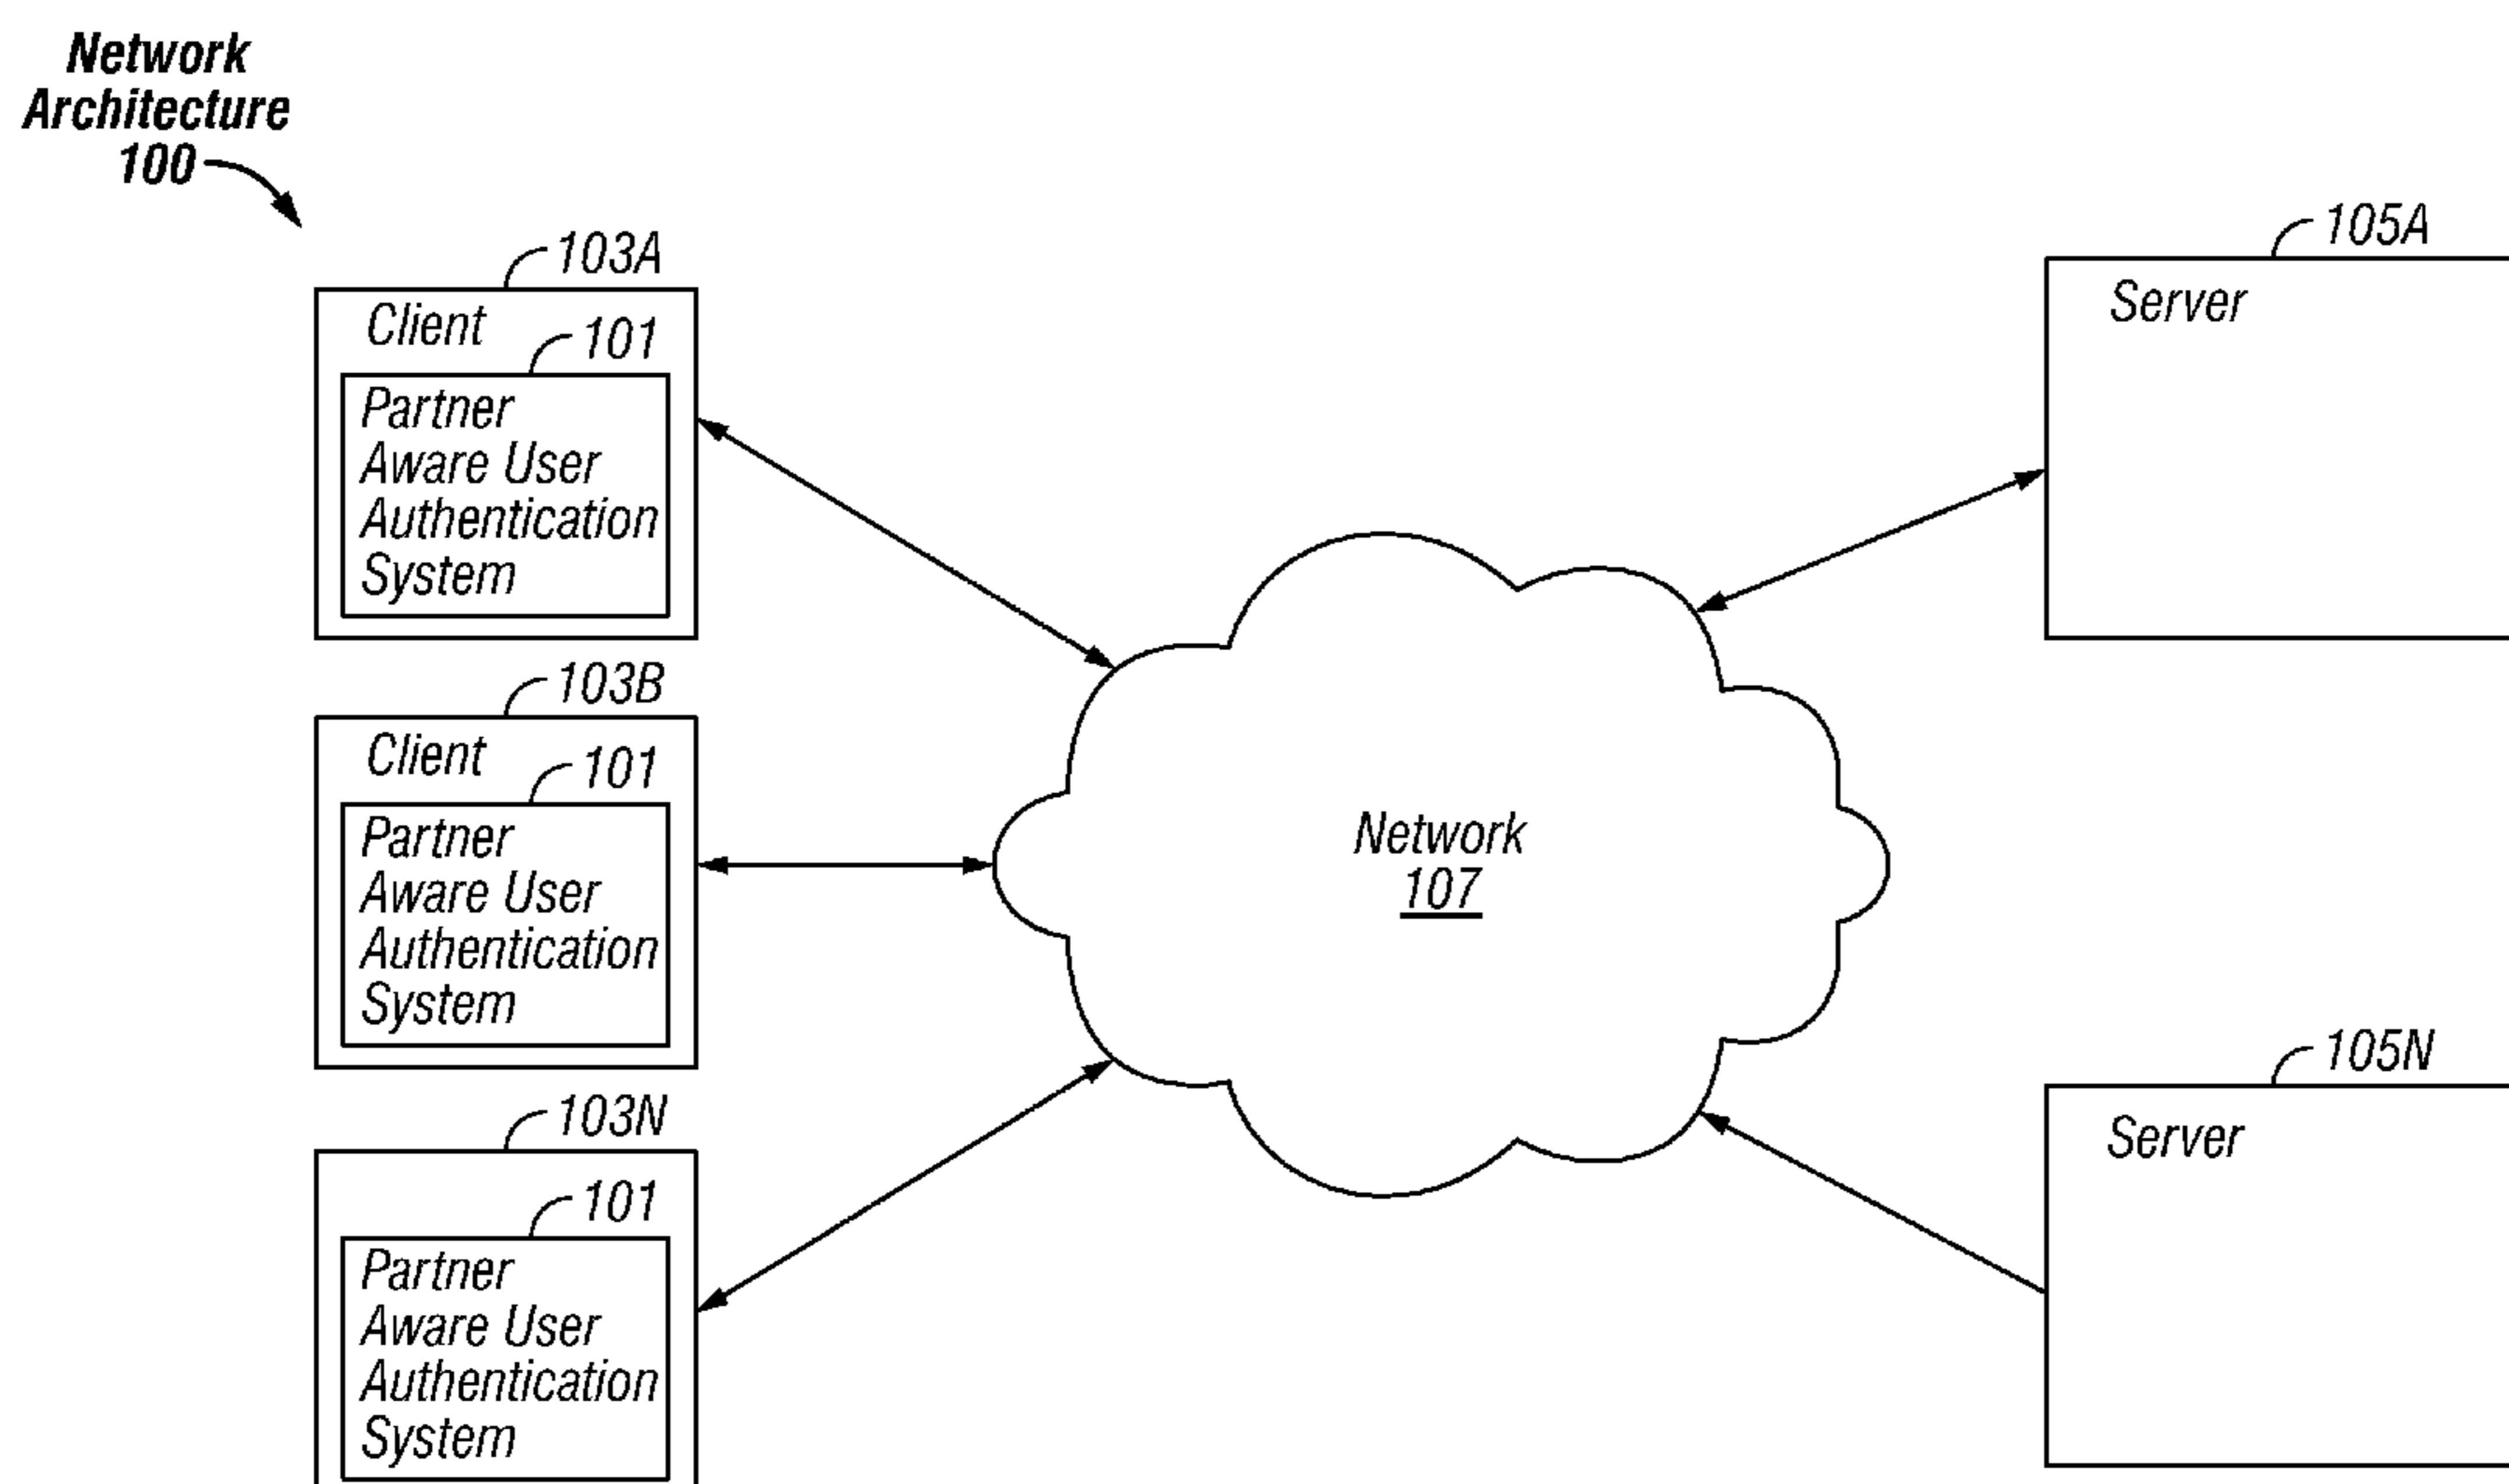 Network
Architecture
100
103A
Client
101
Partner
Aware User
Authentication
System
103B
Client
101
Partner
Aware User
Authentication
System
103N
101
Partner
Aware User
Authentication
System
Network
107
105A
Server
105N
Server